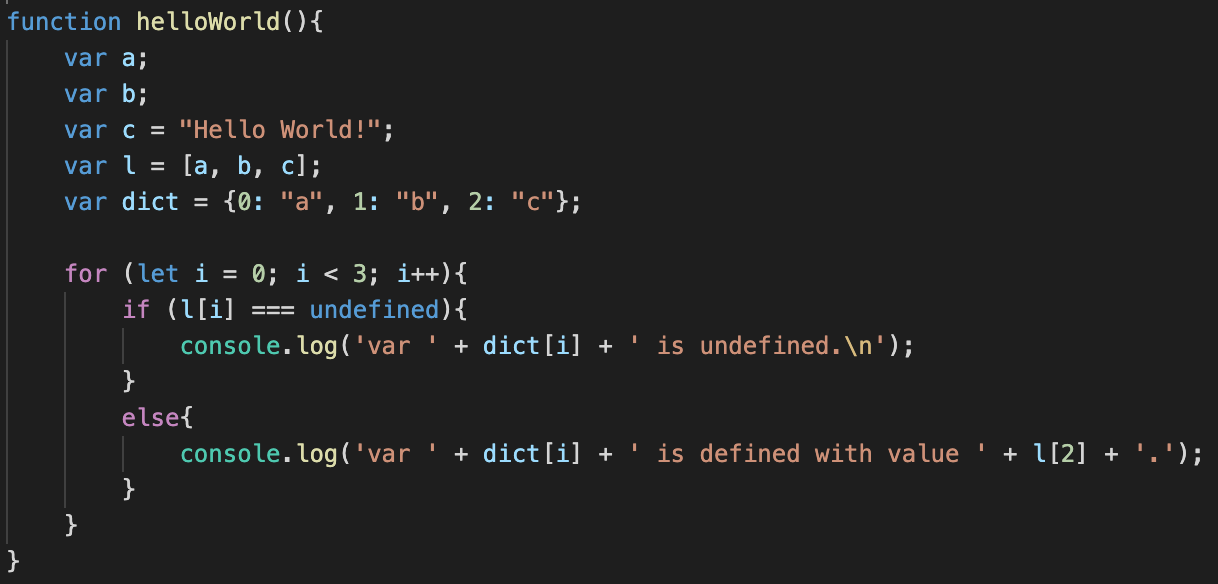 function helloWorld(){
    var a;
    var b;
    var c = "Hello World!";
    var l = [a, b, c];
    var dict = {0: "a", 1: "b", 2: "c"};

    for (let i = 0; i < 3; i++){
        if (l[i] === undefined){
            console.log('var ' + dict[i] + ' is undefined.\n');
        }
        else{
            console.log('var ' + dict[i] + ' is defined with value ' + l[2] + '.');
        }
    }
}